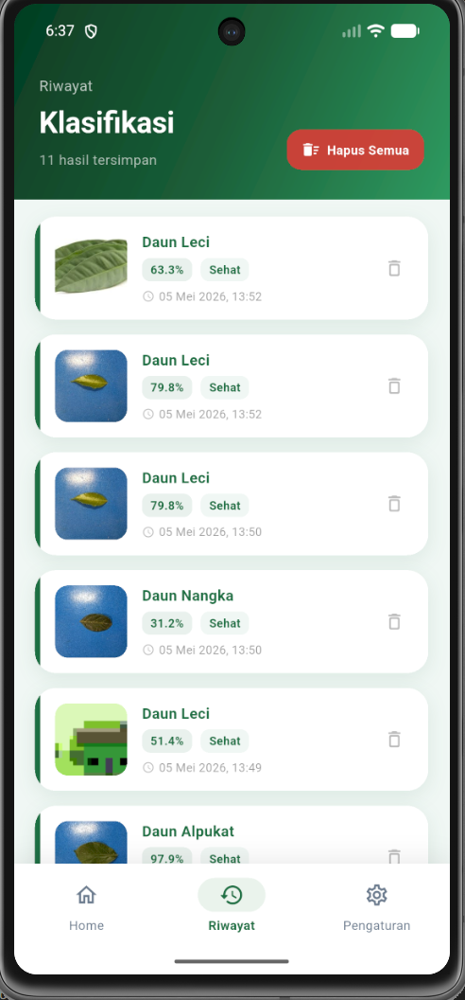 6:37
Riwayat
Klasifikasi
11 hasil tersimpan
Hapus Semua
Daun Leci
63.3% Sehat
05 Mei 2026, 13:52
Daun Leci
79.8% Sehat
05 Mei 2026, 13:52
Daun Leci
79.8% Sehat
05 Mei 2026, 13:50
Daun Nangka
31.2% Sehat
05 Mei 2026, 13:50
Daun Leci
51.4% Sehat
05 Mei 2026, 13:49
Daun Alpukat
97.9% Sehat
Home Riwayat Pengaturan